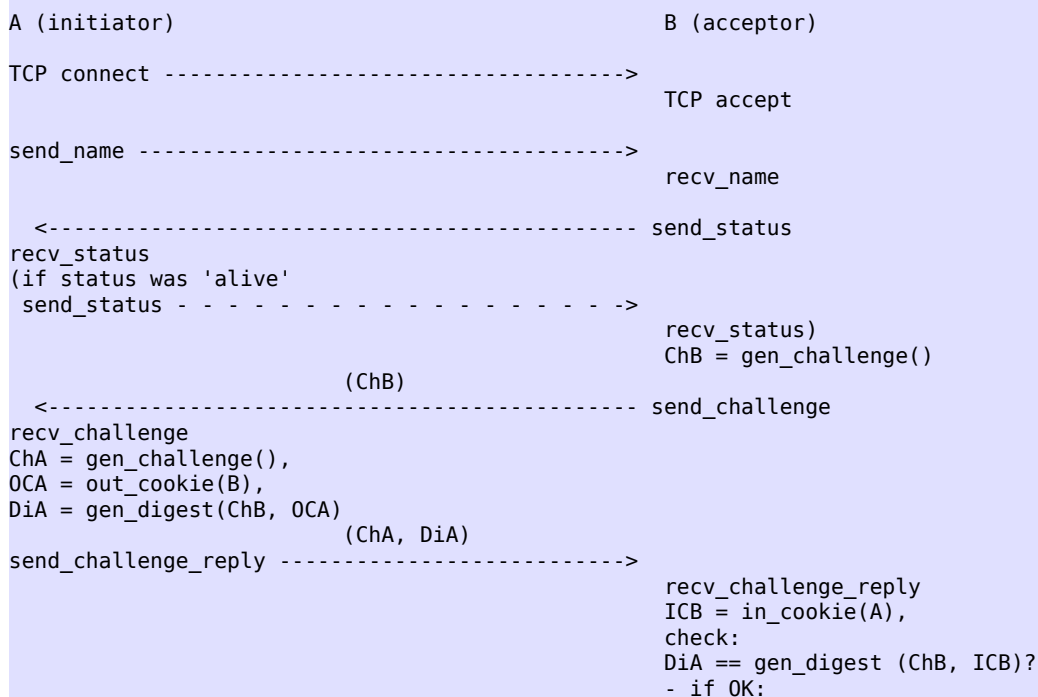 A (initiator)                                      B (acceptor)
TCP connect ------------------------------------>
                                                   TCP accept
send_name -------------------------------------->
                                                   recv_name
  <---------------------------------------------- send_status
recv_status
(if status was 'alive'
 send_status - - - - - - - - - - - - - - - - - ->
                                                   recv_status)
                                                   ChB = gen_challenge()
                          (ChB)
  <---------------------------------------------- send_challenge
recv_challenge
ChA = gen_challenge(),
OCA = out_cookie(B),
DiA = gen_digest(ChB, OCA)
                          (ChA, DiA)
send_challenge_reply --------------------------->
                                                   recv_challenge_reply
                                                   ICB = in_cookie(A),
                                                   check:
                                                   DiA == gen_digest (ChB, ICB)?
                                                   - if OK: